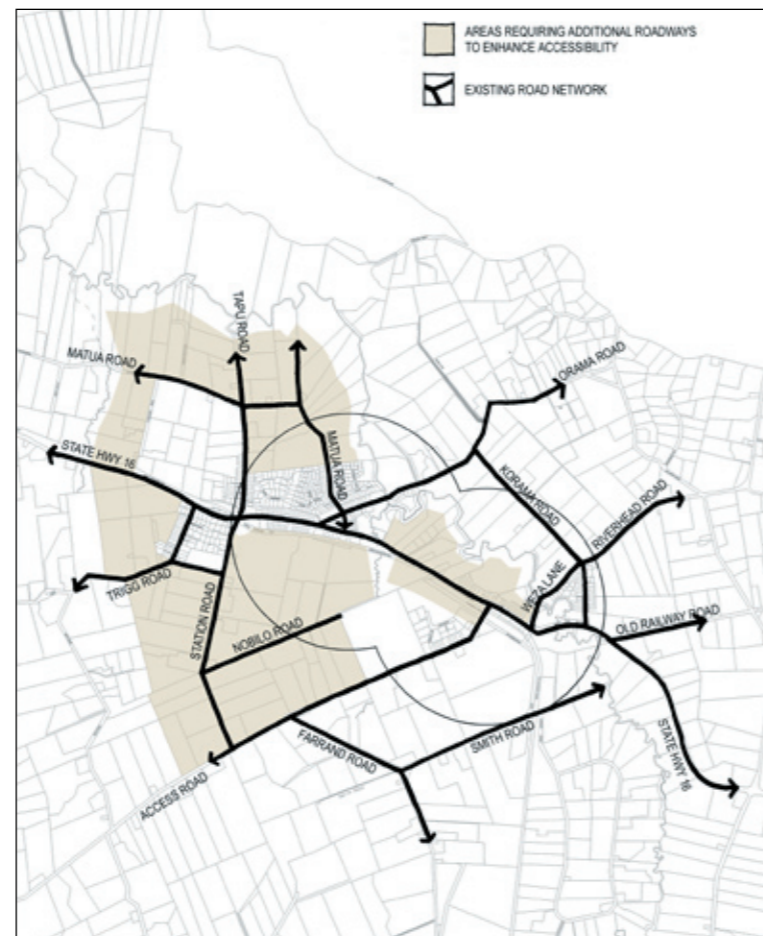 AREAS REQUIRING ADDITIONAL ROADWAYS
TO ENHANCE ACCESSIBILITY
EXISTING ROAD NETWORK
TAPU ROAD
MATUA ROAD
ORAMA ROAD
STATE HWY 16
MATUA ROAD
KORAMA ROAD
RIVERHEAD ROAD
TRIGG ROAD
WEZA LANE
STATION ROAD
NOBILO ROAD
OLD RAILWAY ROAD
FARRAND ROAD
SMITH ROAD
STATE HWY 16
ACCESS ROAD